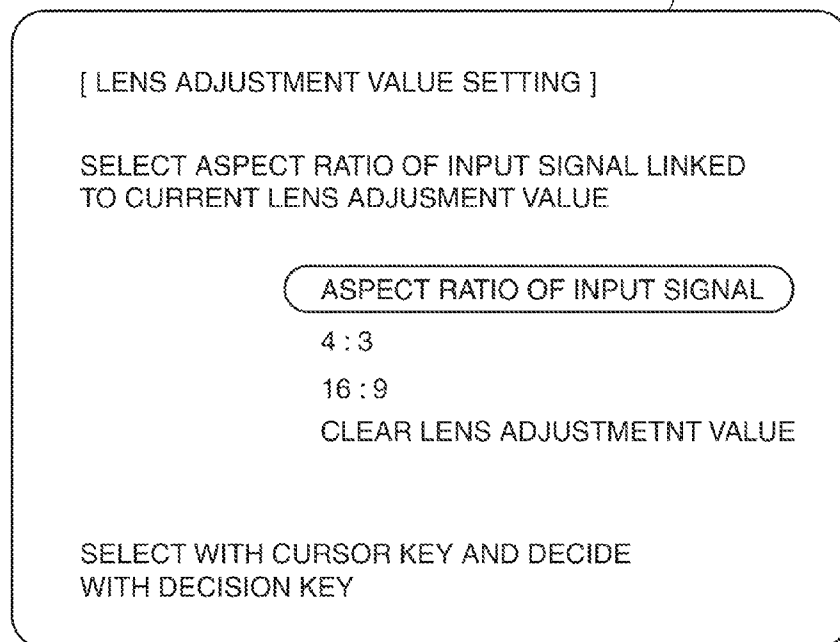 [ LENS ADJUSTMENT VALUE SETTING ]
SELECT ASPECT RATIO OF INPUT SIGNAL LINKED
TO CURRENT LENS ADJUSMENT VALUE
ASPECT RATIO OF INPUT SIGNAL
4 : 3
16 : 9
CLEAR LENS ADJUSTMETNT VALUE
SELECT WITH CURSOR KEY AND DECIDE
WITH DECISION KEY